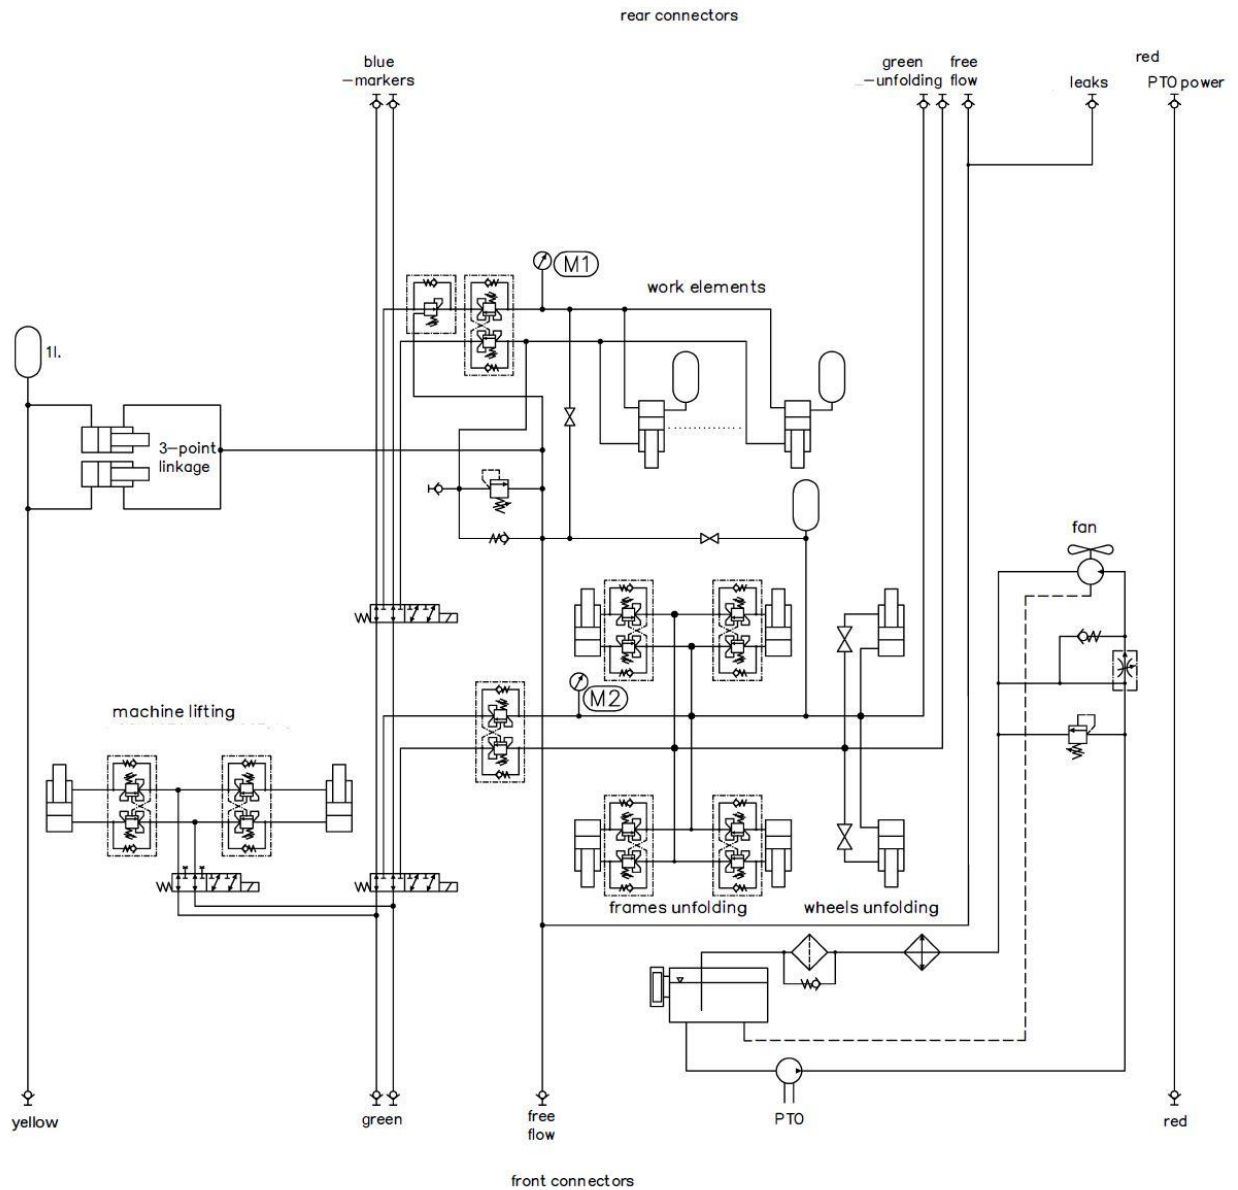 rear connectors
blue
-markers
green
-unfolding
free
flow
leaks
red
PTO power
M1
work elements
1l.
3-point
linkage
fan
M2
machine lifting
frames unfolding
wheels unfolding
yellow
green
free
flow
PTO
red
front connectors